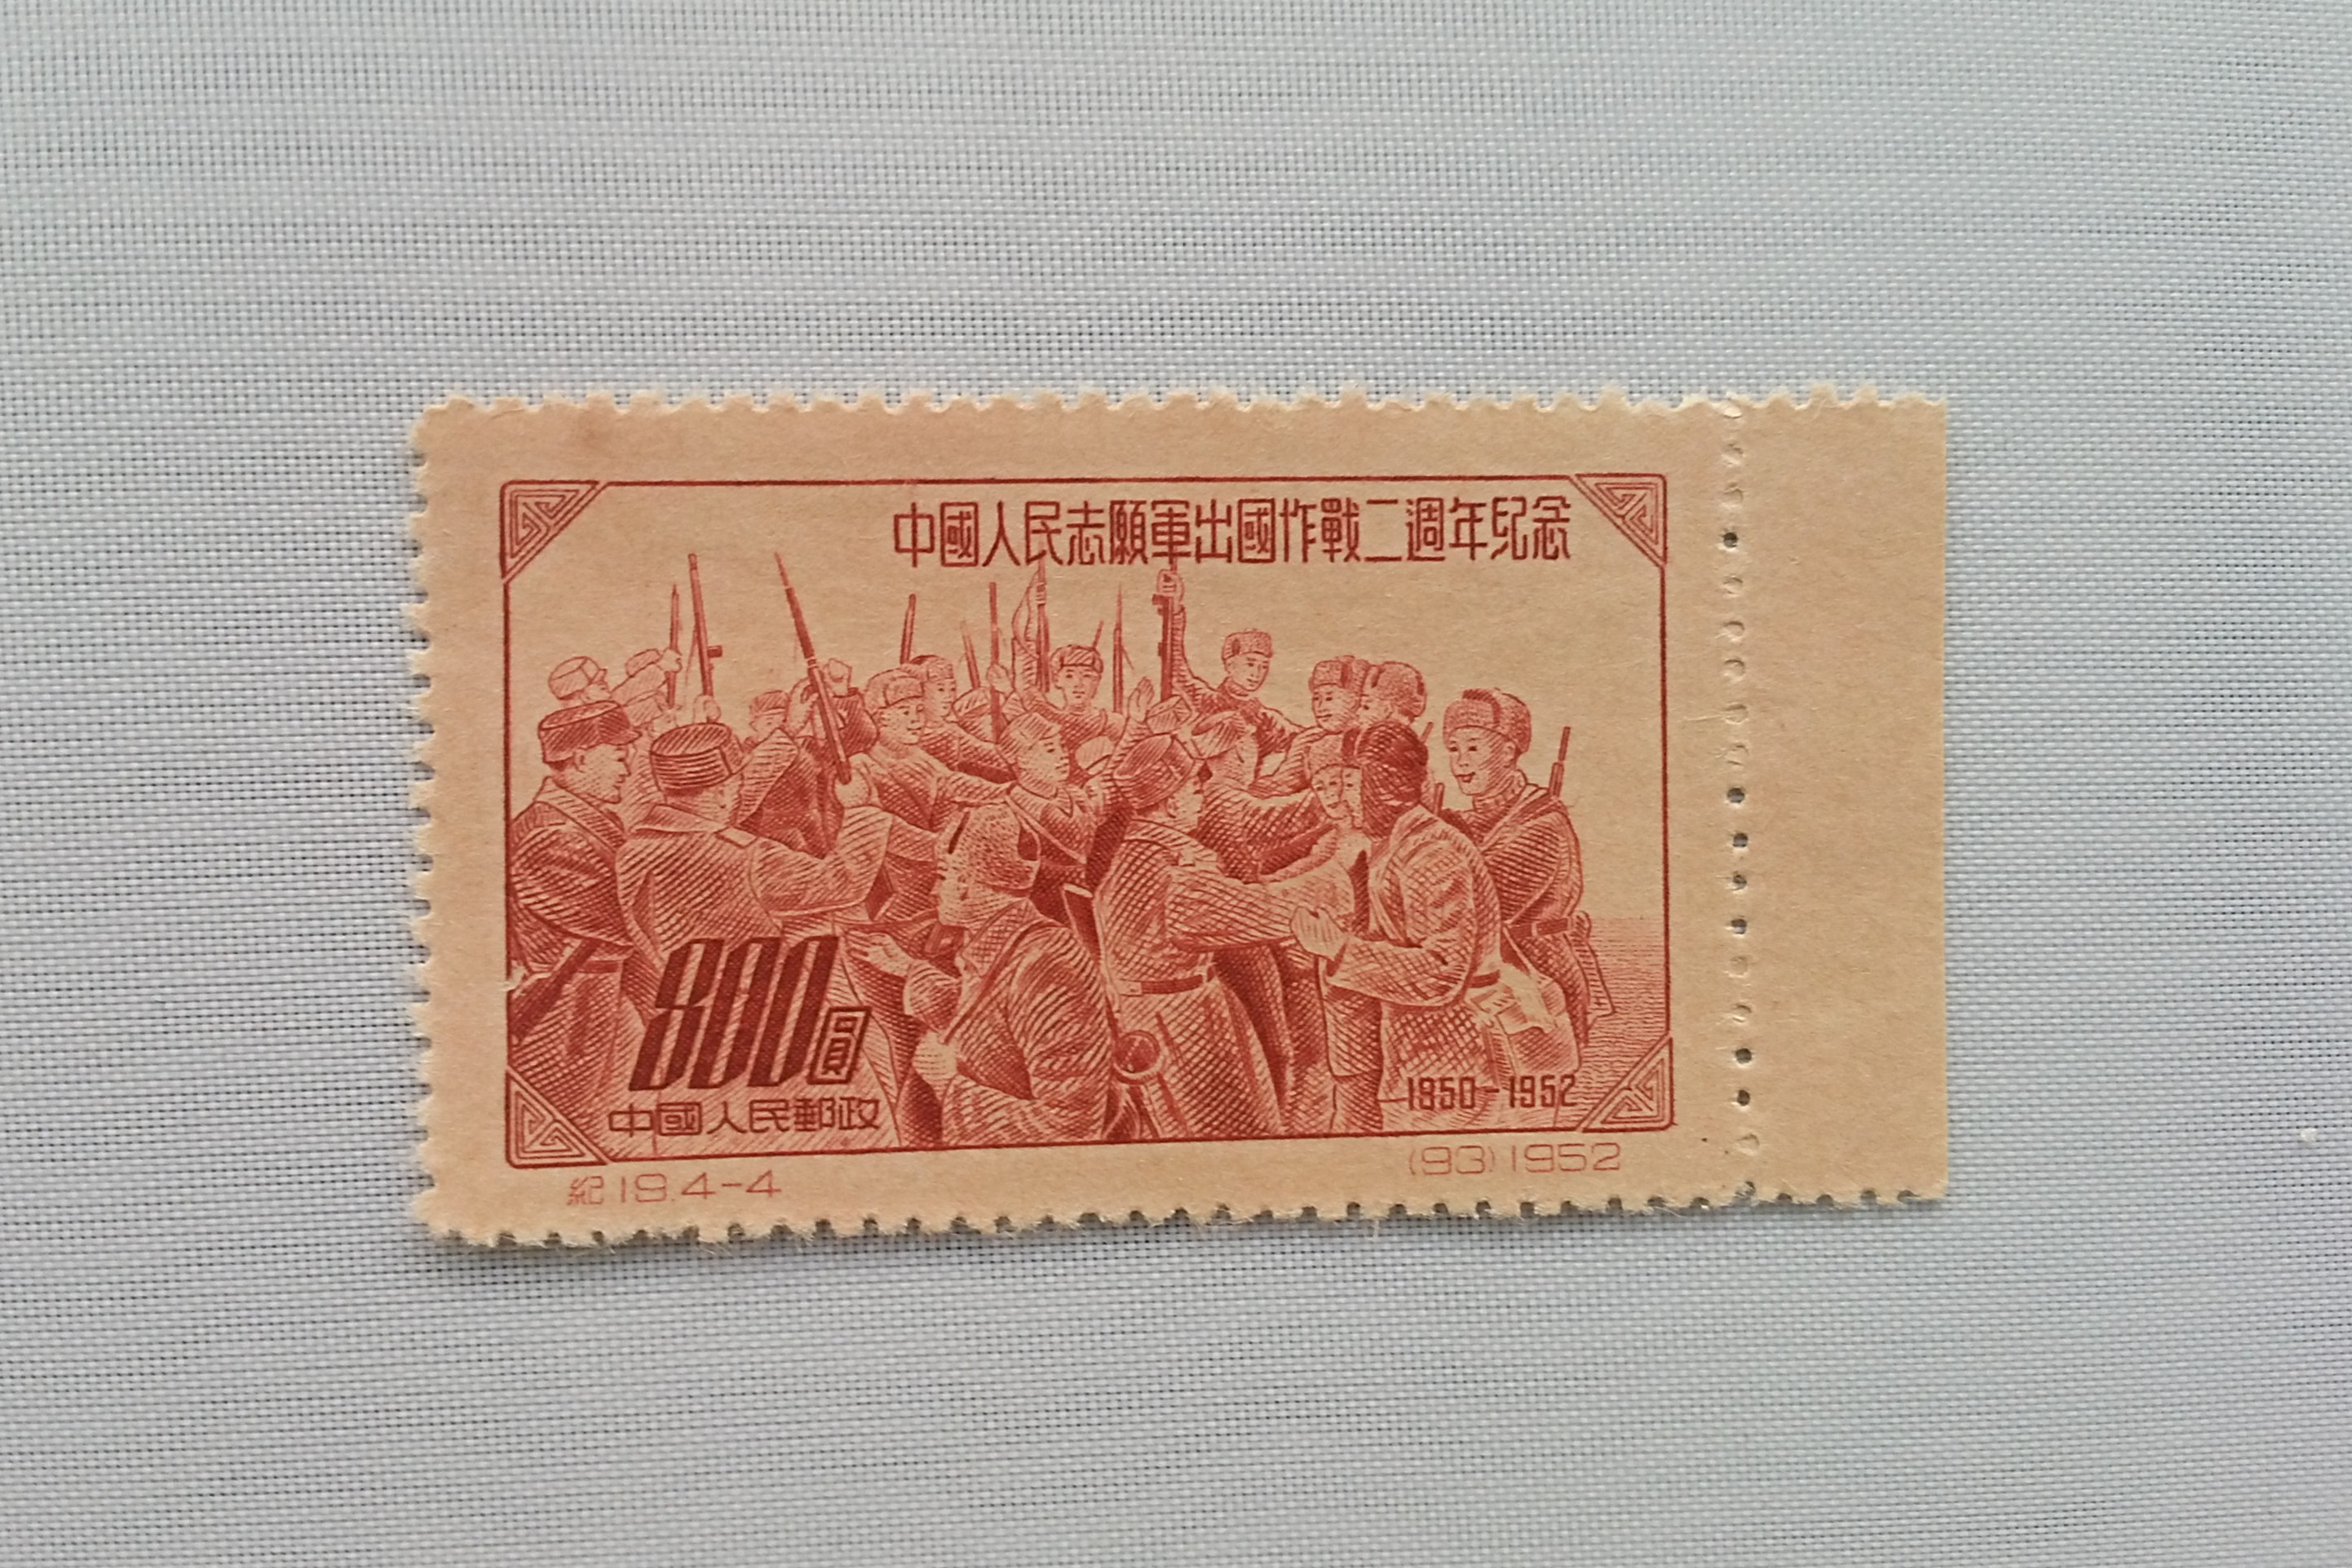 中國人民志願軍出國作戰二週年紀念
800圓
中國人民郵政
1950-1952
紀19.4-4
(93)1952